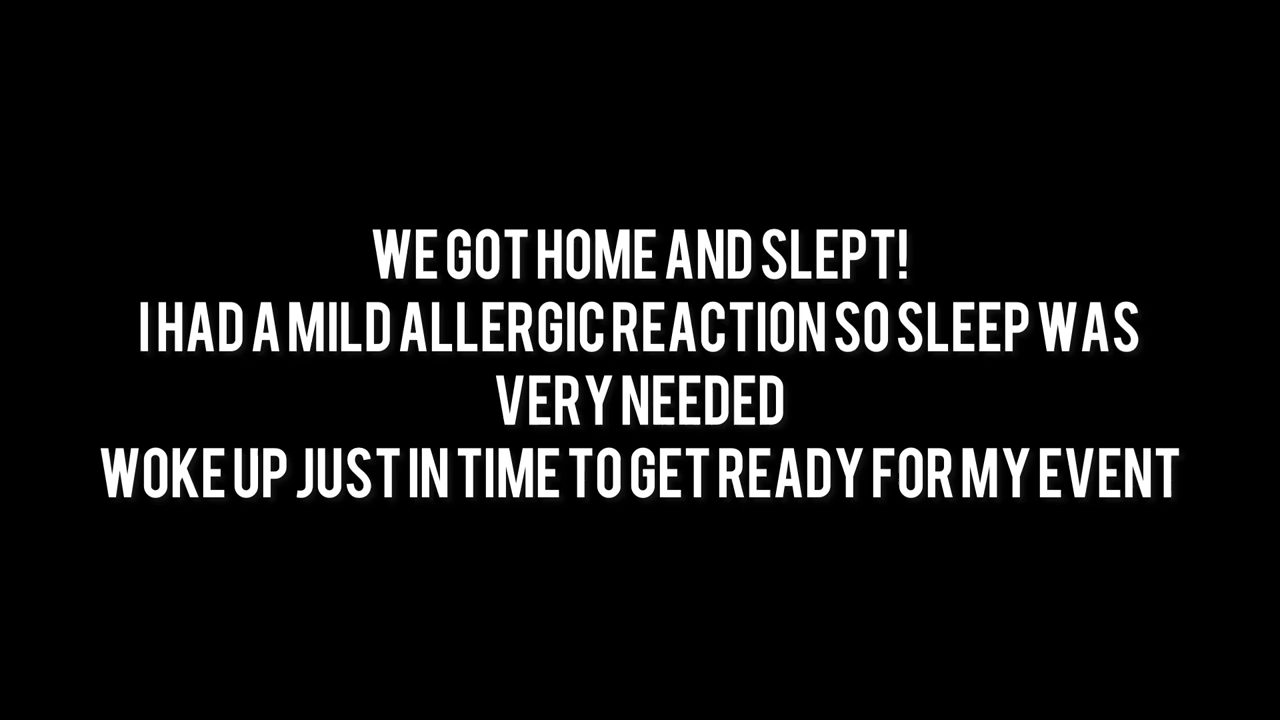 WE GOT HOME AND SLEPT!
I HAD A MILD ALLERGIC REACTION SO SLEEP WAS
VERY NEEDED
WOKE UP JUST IN TIME TO GET READY FOR MY EVENT